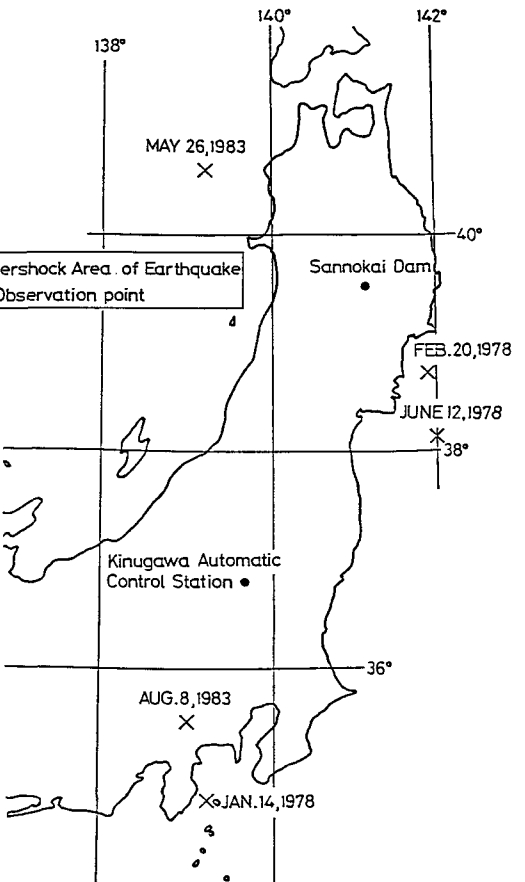 140°
142°
138°
MAY 26,1983
40°
ershock Area of Earthquake
Observation point
Sannokai Dam
FEB.20,1978
JUNE 12,1978
38°
Kinugawa Automatic
Control Station
36°
AUG.8,1983
JAN.14,1978